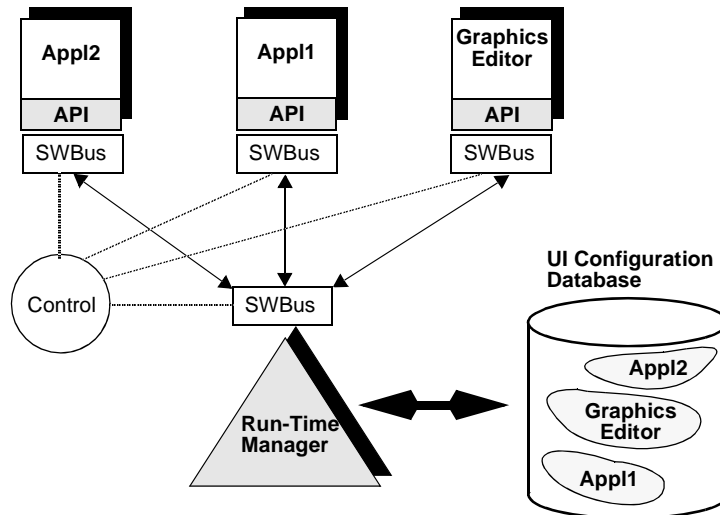 Appl2
Appl1
Graphics
Editor
API
API
API
SWBus
SWBus
SWBus
UI Configuration
Database
Control
SWBus
Appl2
Run-Time
Manager
Graphics
Editor
Appl1